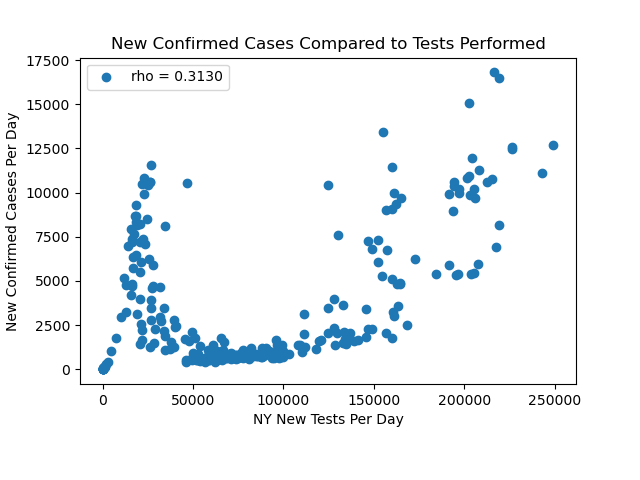 New Confirmed Cases Compared to Tests Performed
rho = 0.3130
17500
15000
12500
10000
7500
5000
2500
0
New Confirmed Caeses Per Day
0 50000 100000 150000 200000 250000
NY New Tests Per Day